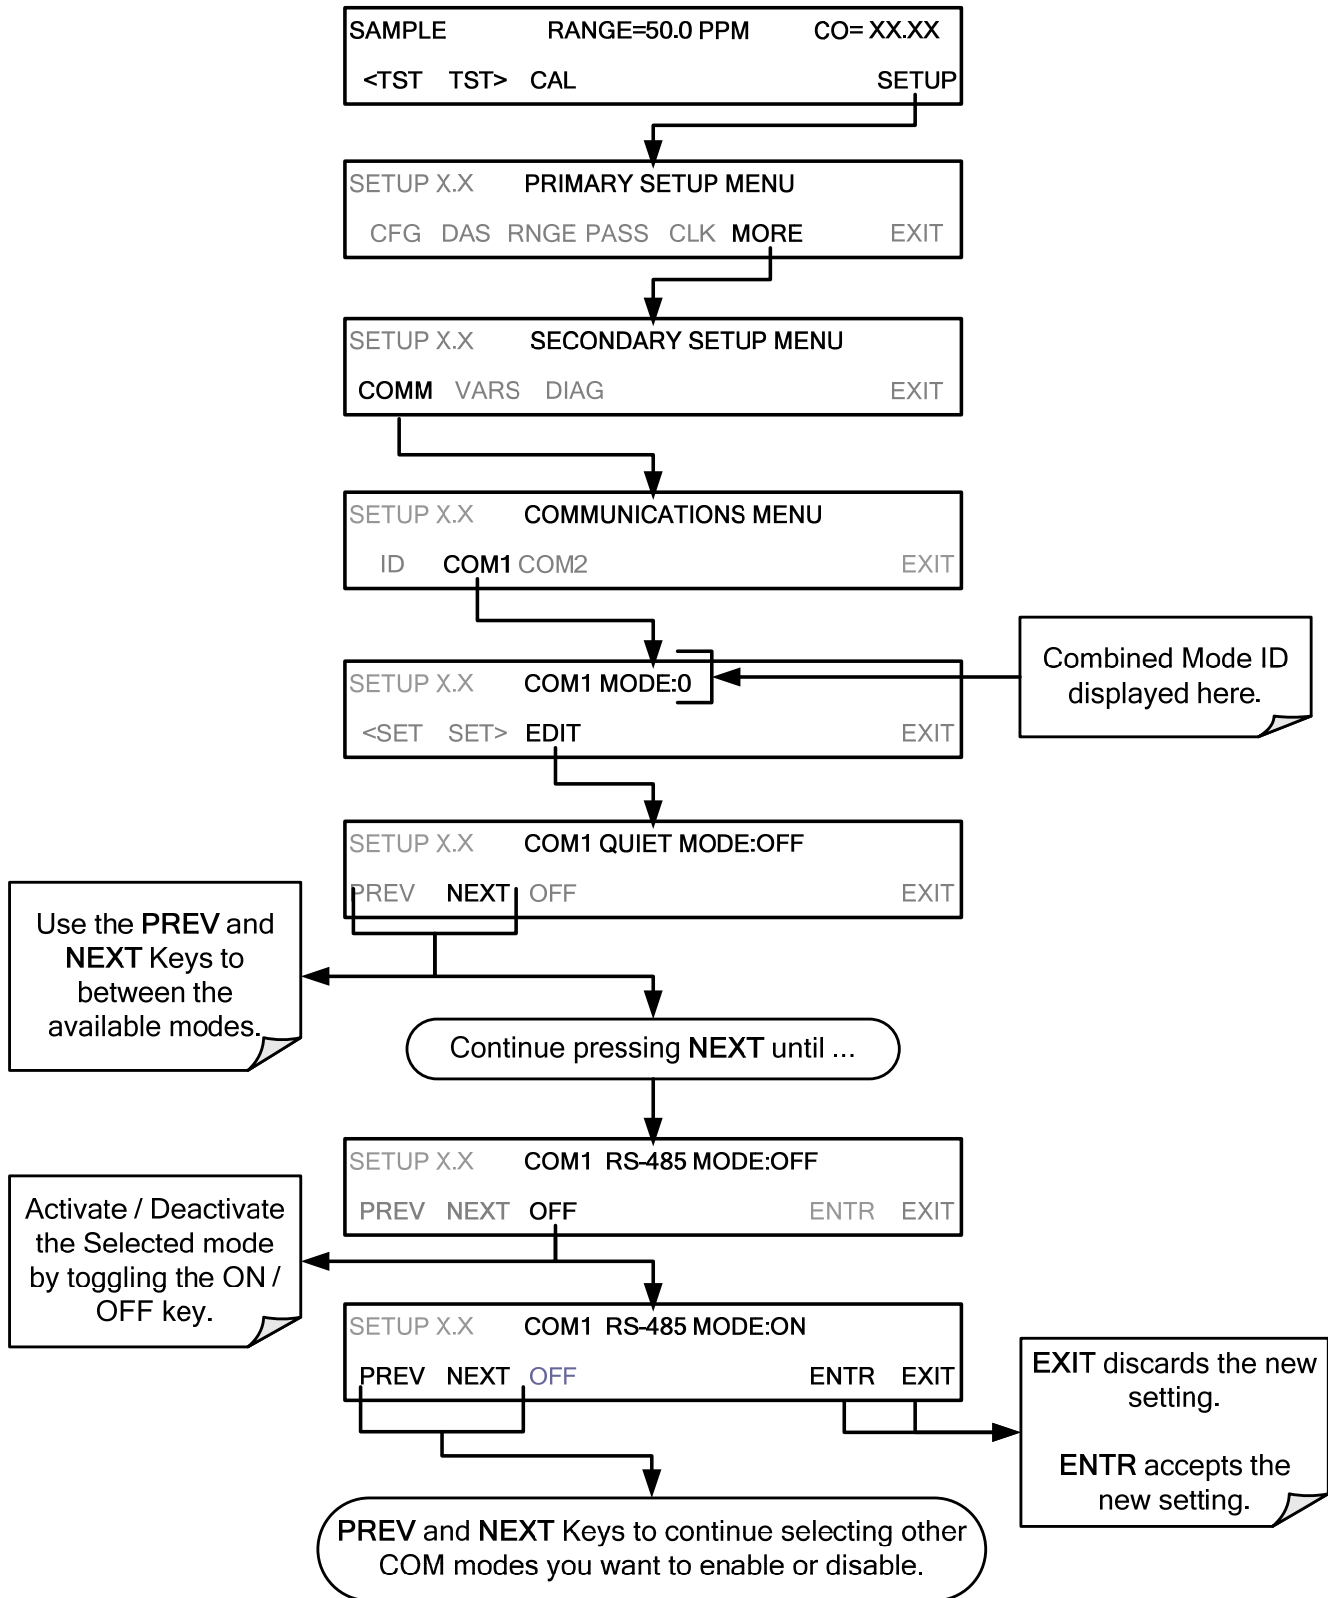 SAMPLE RANGE=50.0 PPM CO= XX.XX
<TST TST> CAL SETUP
SETUP X.X PRIMARY SETUP MENU
CFG DAS RNGE PASS CLK MORE EXIT
SETUP X.X SECONDARY SETUP MENU
COMM VARS DIAG EXIT
SETUP X.X COMMUNICATIONS MENU
ID COM1 COM2 EXIT
SETUP X.X COM1 MODE:0
<SET SET> EDIT EXIT
Combined Mode ID
displayed here.
SETUP X.X COM1 QUIET MODE:OFF
PREV NEXT OFF EXIT
Use the PREV and
NEXT Keys to
between the
available modes.
Continue pressing NEXT until ...
SETUP X.X COM1 RS-485 MODE:OFF
PREV NEXT OFF ENTR EXIT
Activate / Deactivate
the Selected mode
by toggling the ON /
OFF key.
SETUP X.X COM1 RS-485 MODE:ON
PREV NEXT OFF ENTR EXIT
EXIT discards the new
setting.
ENTR accepts the
new setting.
PREV and NEXT Keys to continue selecting other
COM modes you want to enable or disable.